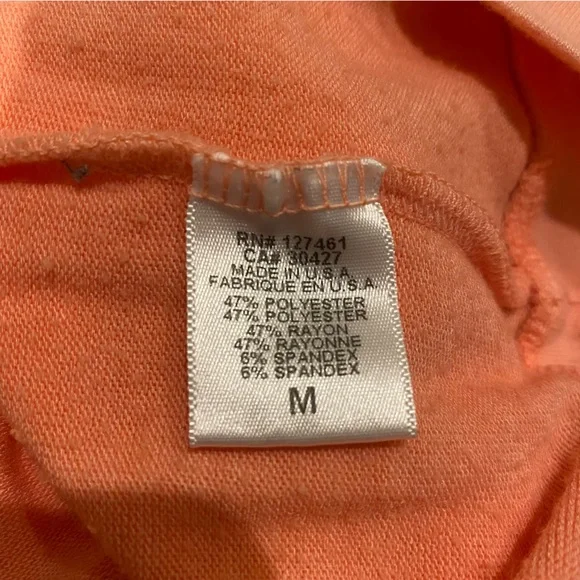 RN# 127461
CA# 30427
MADE IN U.S.A.
FABRIQUE EN U.S.A.
47% POLYESTER
47% POLYESTER
47% RAYON
47% RAYONNE
6% SPANDEX
6% SPANDEX
M